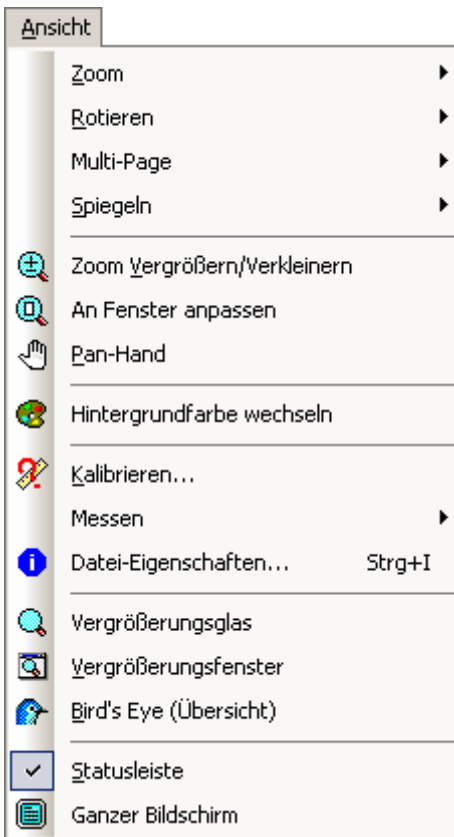 Ansicht
Zoom
Rotieren
Multi-Page
Spiegeln
Zoom Vergrößern/Verkleinern
An Fenster anpassen
Pan-Hand
Hintergrundfarbe wechseln
Kalibrieren...
Messen
Datei-Eigenschaften... Strg+I
Vergrößerungsglas
Vergrößerungsfenster
Bird's Eye (Übersicht)
Statusleiste
Ganzer Bildschirm